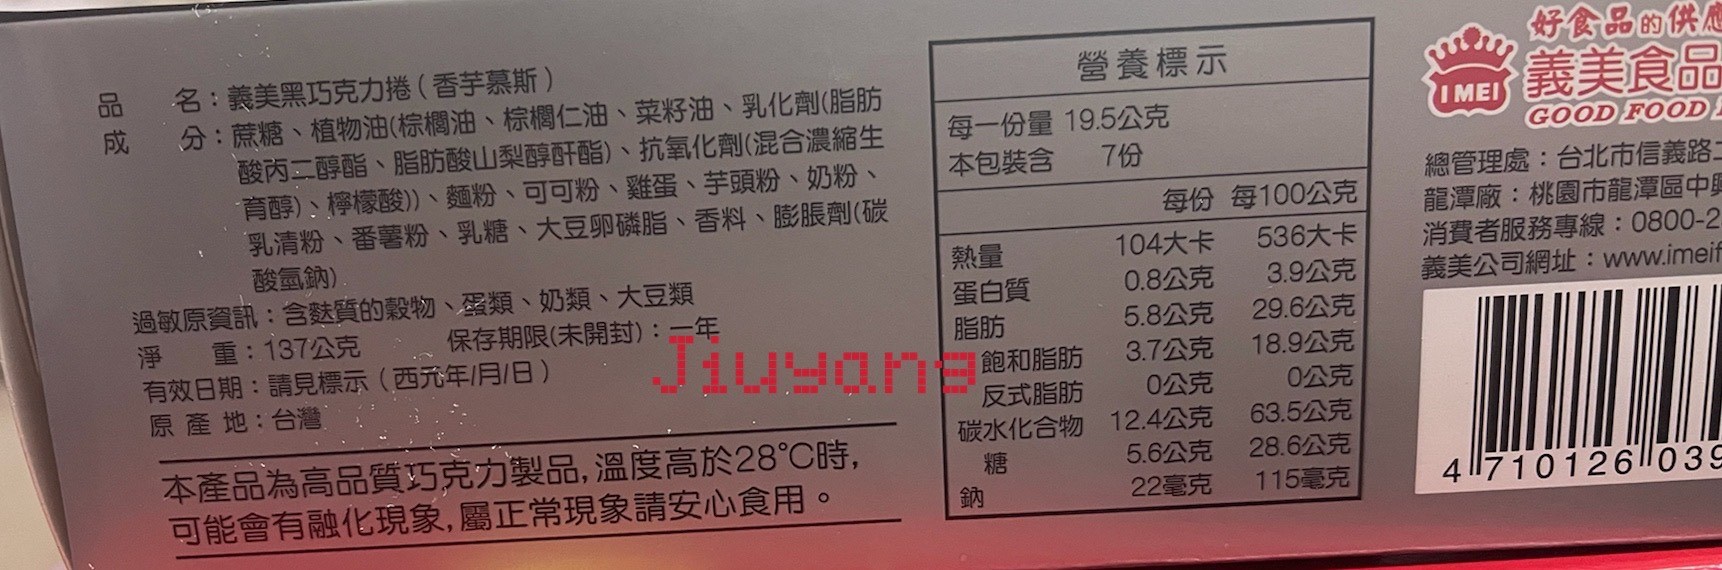 品 名：義美黑巧克力捲（香芋慕斯）
成 分：蔗糖、植物油(棕櫚油、棕櫚仁油、菜籽油、乳化劑(脂肪
酸丙二醇酯、脂肪酸山梨醇酐酯)、抗氧化劑(混合濃縮生
育醇)、檸檬酸))、麵粉、可可粉、雞蛋、芋頭粉、奶粉、
乳清粉、番薯粉、乳糖、大豆卵磷脂、香料、膨脹劑(碳
酸氫鈉)
過敏原資訊：含麩質的穀物、蛋類、奶類、大豆類
淨 重：137公克 保存期限(未開封)：一年
有效日期：請見標示（西元年/月/日）
原 產 地：台灣
本產品為高品質巧克力製品,溫度高於28℃時,
可能會有融化現象,屬正常現象請安心食用。
Jiuyang
營養標示
每一份量 19.5公克
本包裝含 7份
每份 每100公克
熱量 104大卡 536大卡
蛋白質 0.8公克 3.9公克
脂肪 5.8公克 29.6公克
飽和脂肪 3.7公克 18.9公克
反式脂肪 0公克 0公克
碳水化合物 12.4公克 63.5公克
糖 5.6公克 28.6公克
鈉 22毫克 115毫克
好食品的供應
I MEI
義美食品
GOOD FOOD
總管理處：台北市信義路
龍潭廠：桃園市龍潭區中興
消費者服務專線：0800-2
義美公司網址：www.imeif
4 710126 039